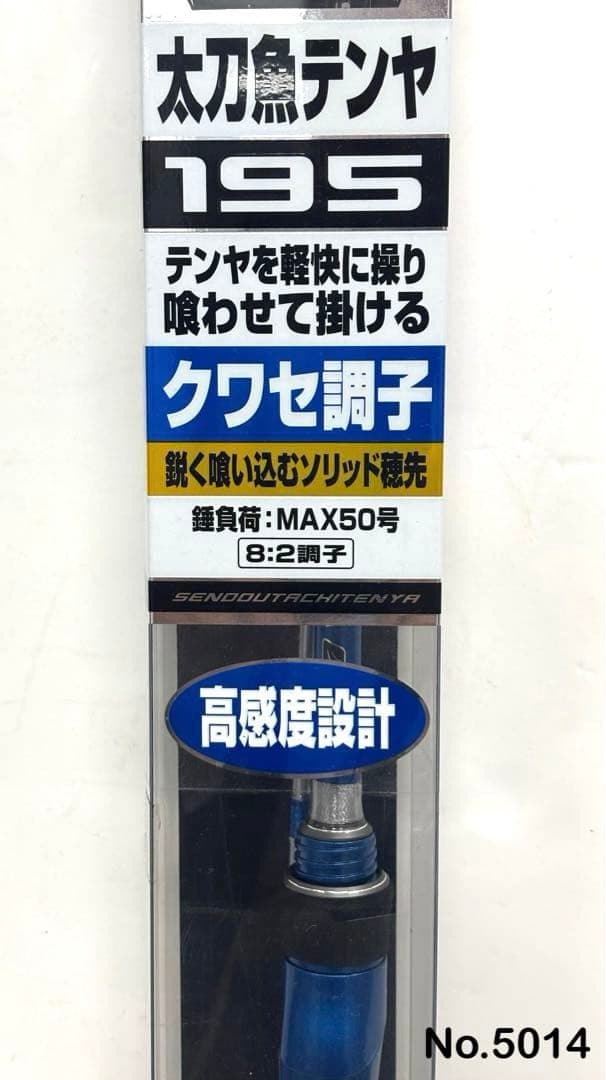 太刀魚テンヤ
195
テンヤを軽快に操り
喰わせて掛ける
クワセ調子
鋭く喰い込むソリッド穂先
錘負荷:MAX50号
8:2調子
SENDOUTACHITENYA
高感度設計
No.5014